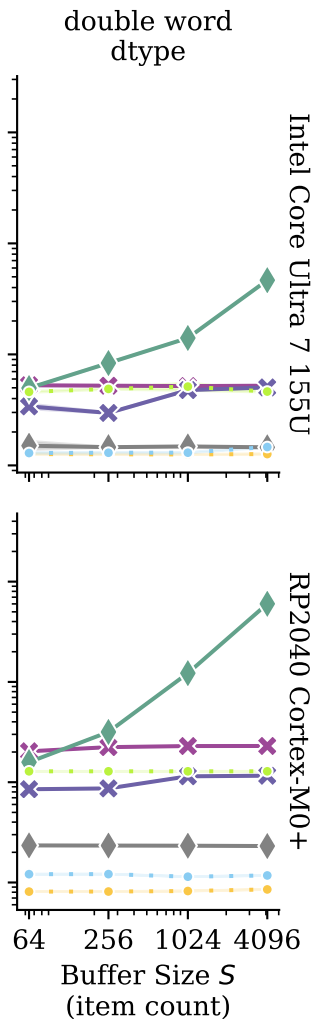 double word
dtype
Intel Core Ultra 7 155U
RP2040 Cortex-M0+
64 256 1024 4096
Buffer Size S
(item count)